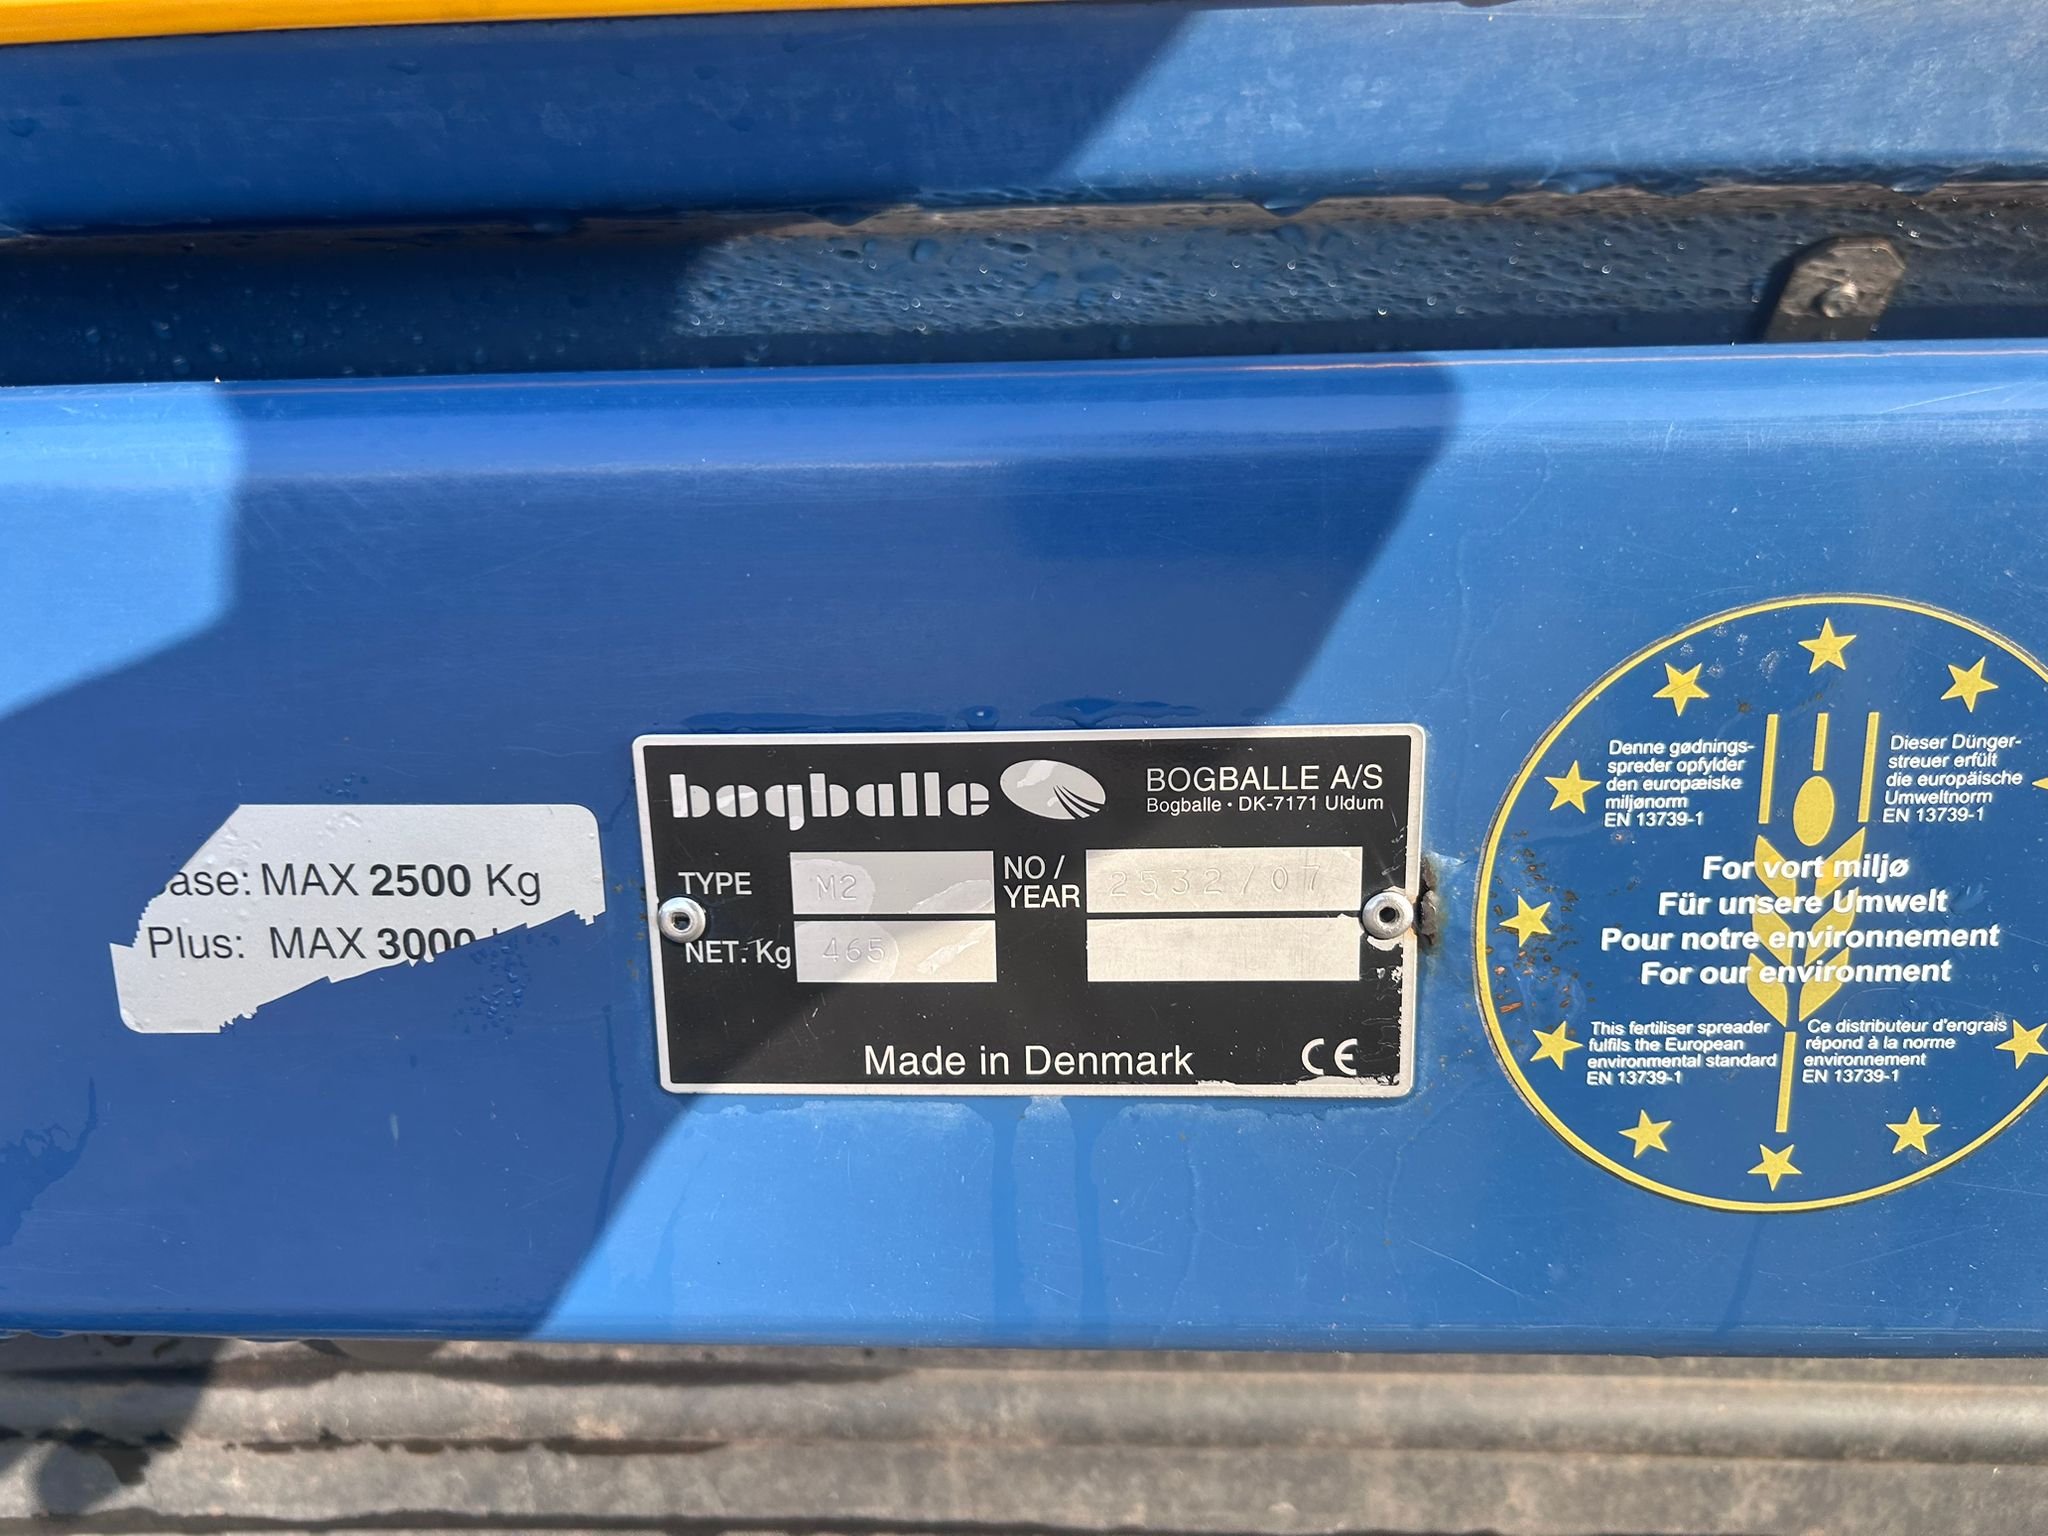 ase: MAX 2500 Kg
Plus: MAX 3000
bogballe
BOGBALLE A/S
Bogballe • DK-7171 Uldum
TYPE M2
NO / YEAR 2532/07
NET: Kg 465
Made in Denmark
CE
Denne gødnings-
spreder opfylder
den europæiske
miljønorm
EN 13739-1
Dieser Dünger-
streuer erfült
die europäische
Umweltnorm
EN 13739-1
For vort miljø
Für unsere Umwelt
Pour notre environnement
For our environment
This fertiliser spreader
fulfils the European
environmental standard
EN 13739-1
Ce distributeur d'engrais
répond à la norme
environnement
EN 13739-1